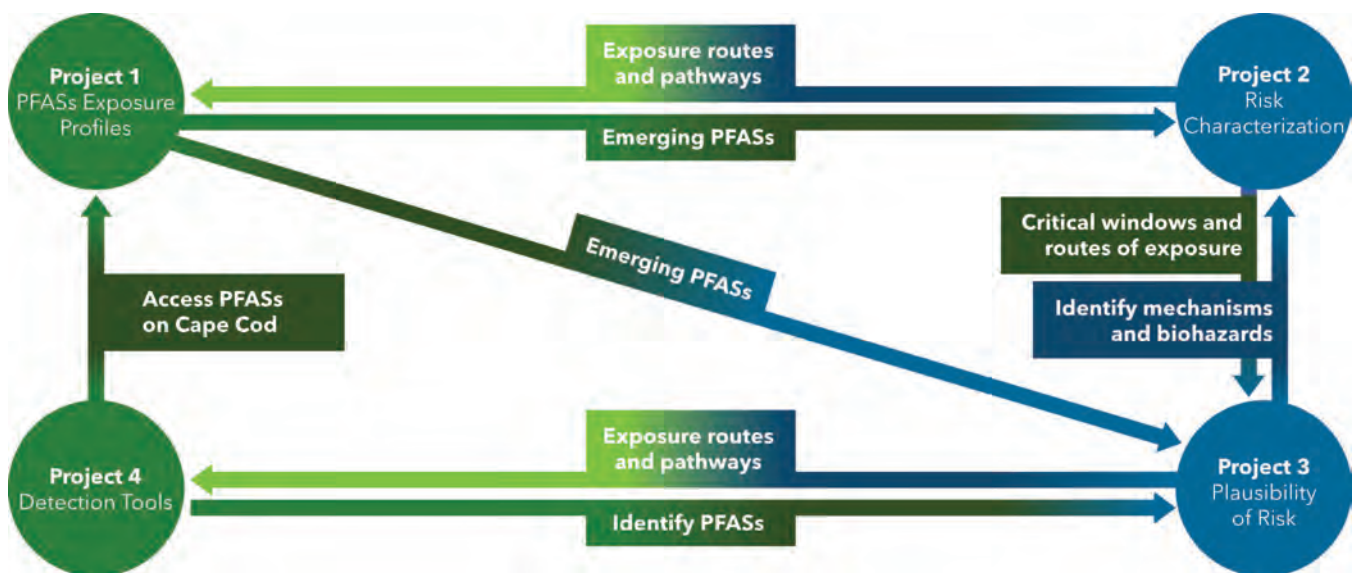 Project 1
PFASs Exposure
Profiles
Exposure routes
and pathways
Emerging PFASs
Project 2
Risk
Characterization
Emerging PFASs
Critical windows and
routes of exposure
Identify mechanisms
and biohazards
Access PFASs
on Cape Cod
Project 4
Detection Tools
Exposure routes
and pathways
Identify PFASs
Project 3
Plausibility
of Risk